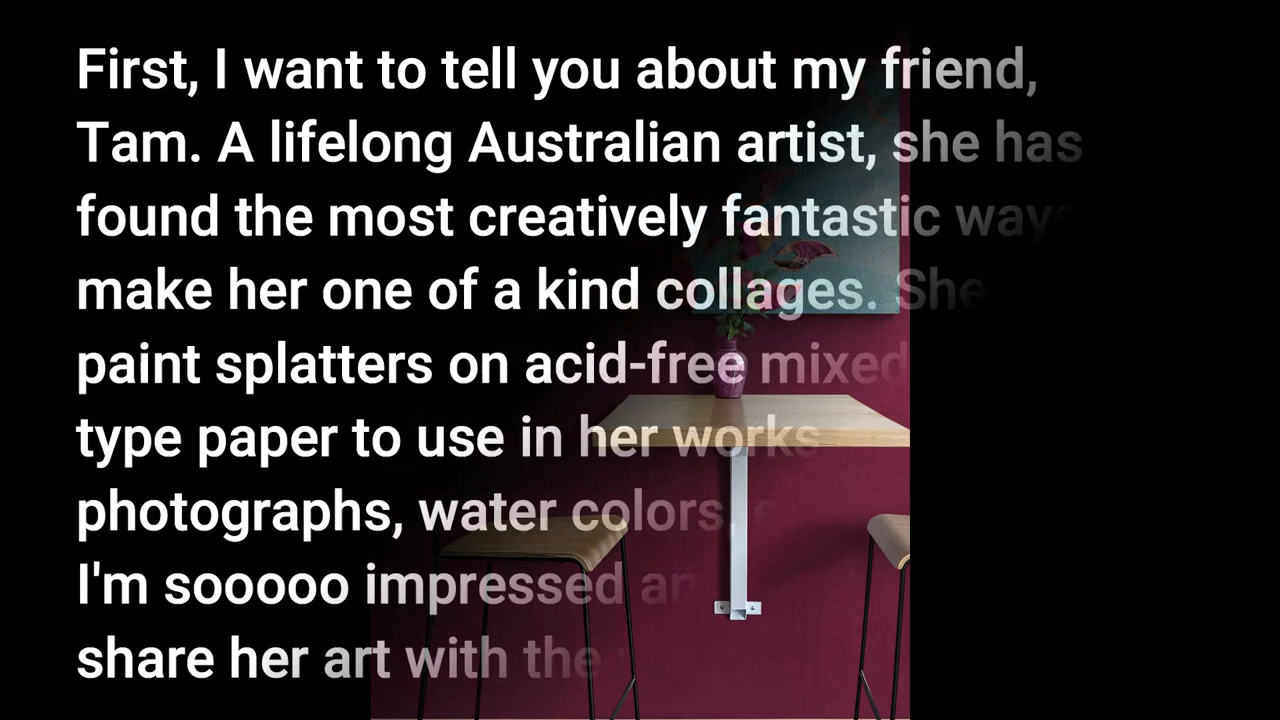 First, I want to tell you about my friend,
Tam. A lifelong Australian artist, she has
found the most creatively fantastic ways
make her one of a kind collages. She
paint splatters on acid-free mixed
type paper to use in her works
photographs, water colors,
I'm sooooo impressed
share her art with the